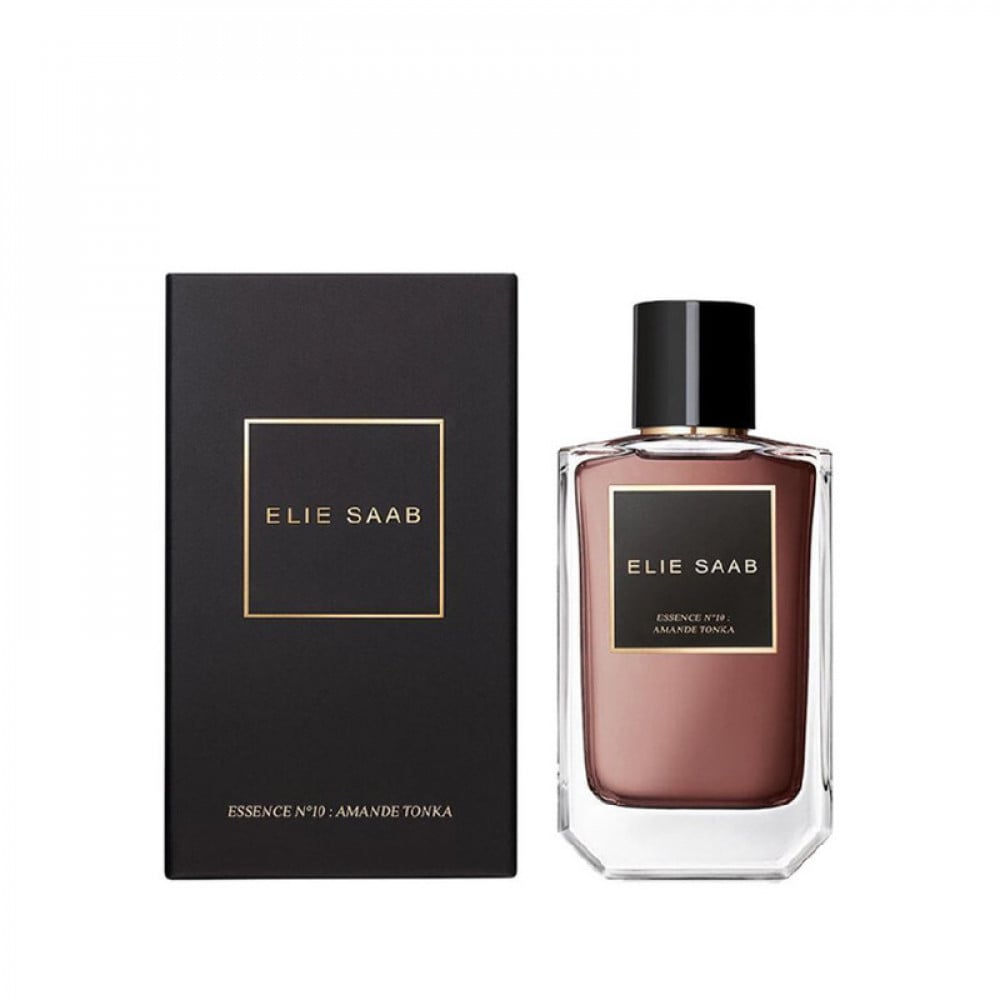 ELIE SAAB
ESSENCE N°10 : AMANDE TONKA
ELIE SAAB
ESSENCE N°10 :
AMANDE TONKA